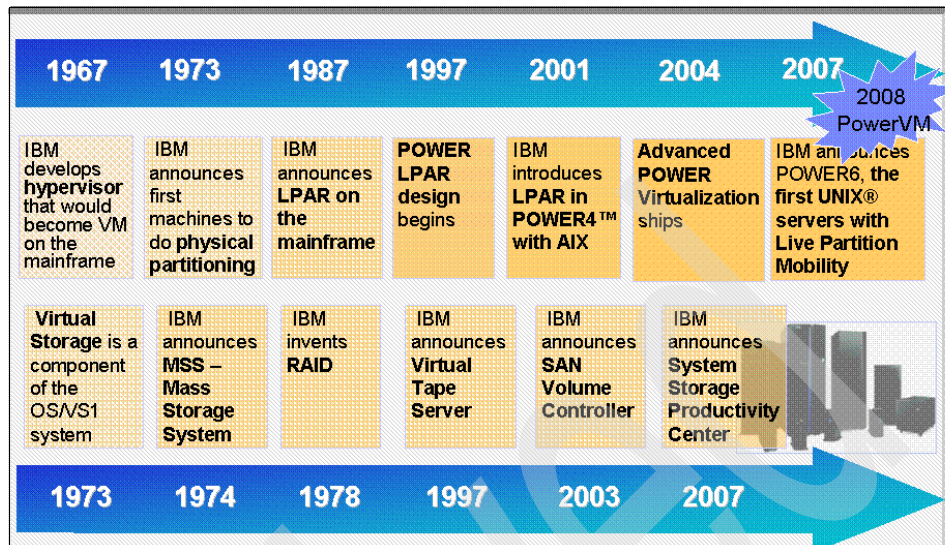 1967 1973 1987 1997 2001 2004 2007
2008
PowerVM
IBM
develops
hypervisor
that would
become VM
on the
mainframe
IBM
announces
first
machines to
do physical
partitioning
IBM
announces
LPAR on
the
mainframe
POWER
LPAR
design
begins
IBM
introduces
LPAR in
POWER4™
with AIX
Advanced
POWER
Virtualization
ships
IBM announces
POWER6, the
first UNIX®
servers with
Live Partition
Mobility
Virtual
Storage is a
component
of the
OS/VS1
system
IBM
announces
MSS –
Mass
Storage
System
IBM
invents
RAID
IBM
announces
Virtual
Tape
Server
IBM
announces
SAN
Volume
Controller
IBM
announces
System
Storage
Productivity
Center
1973 1974 1978 1997 2003 2007